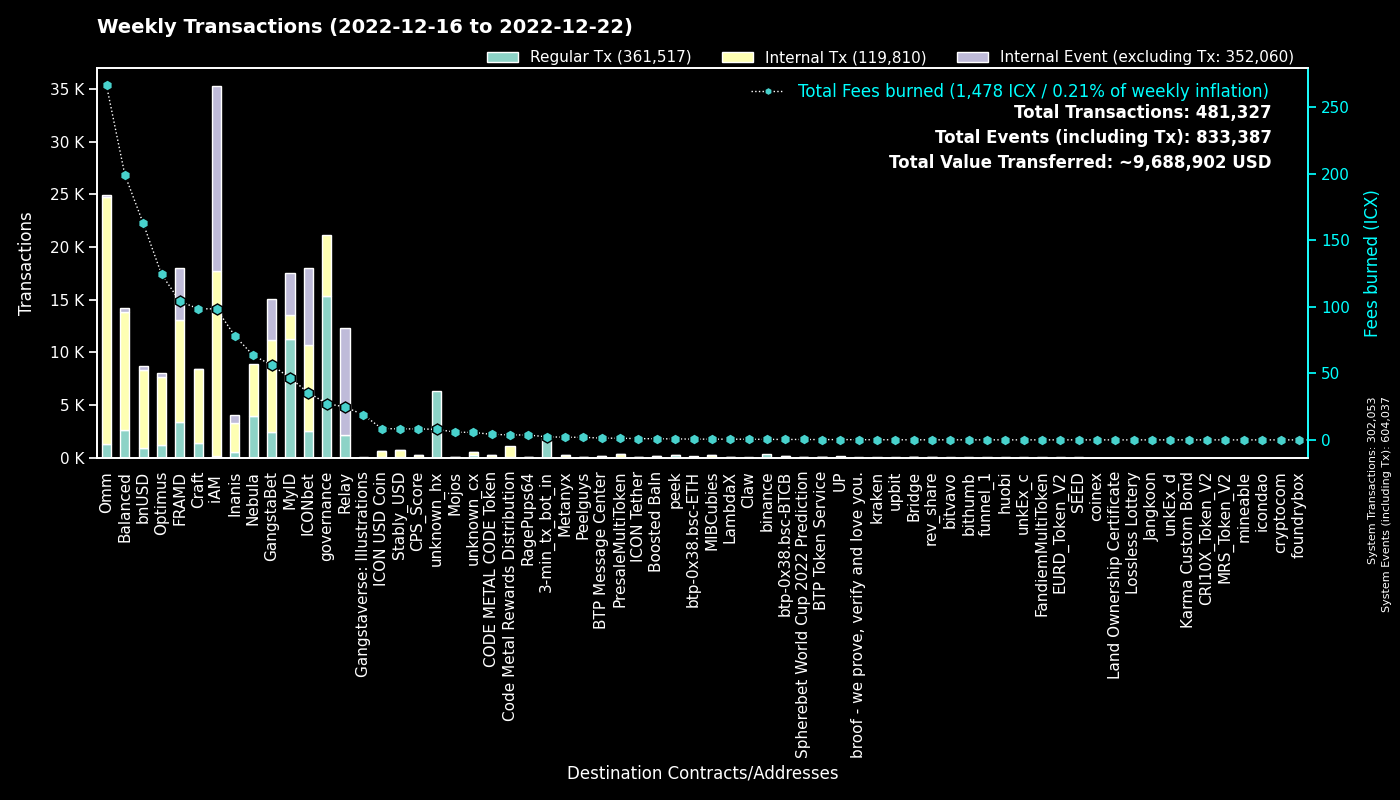 Weekly Transactions (2022-12-16 to 2022-12-22)
Regular Tx (361,517)
Internal Tx (119,810)
Internal Event (excluding Tx: 352,060)
Total Fees burned (1,478 ICX / 0.21% of weekly inflation)
Total Transactions: 481,327
Total Events (including Tx): 833,387
Total Value Transferred: ~9,688,902 USD
Transactions
35 K
30 K
25 K
20 K
15 K
10 K
5 K
0 K
Fees burned (ICX)
250
200
150
100
50
0
Omm
Balanced
bnUSD
Optimus
FRAMD
Craft
iAM
Inanis
Nebula
GangstaBet
MyID
ICONbet
governance
Relay
Gangstaverse: Illustrations
ICON USD Coin
Stably_USD
CPS_Score
unknown_hx
Mojos
unknown_cx
CODE METAL CODE Token
Code Metal Rewards Distribution
RagePups64
3-min_tx_bot_in
Metanyx
Peelguys
BTP Message Center
PresaleMultiToken
ICON Tether
Boosted Baln
peek
btp-0x38.bsc-ETH
MIBCubies
LambdaX
Claw
binance
btp-0x38.bsc-BTCB
Spherebet World Cup 2022 Prediction
BTP Token Service
UP
broof - we prove, verify and love you.
kraken
upbit
Bridge
rev_share
bitvavo
bithumb
funnel_1
huobi
unkEx_c
FandiemMultiToken
EURD_Token_V2
SEED
coinex
Land Ownership Certificate
Lossless Lottery
Jangkoon
unkEx_d
Karma Custom Bond
CRI10X_Token_V2
MRS_Token_V2
mineable
icondao
cryptocom
foundrybox
Destination Contracts/Addresses
System Transactions: 302,053
System Events (including Tx): 604,037